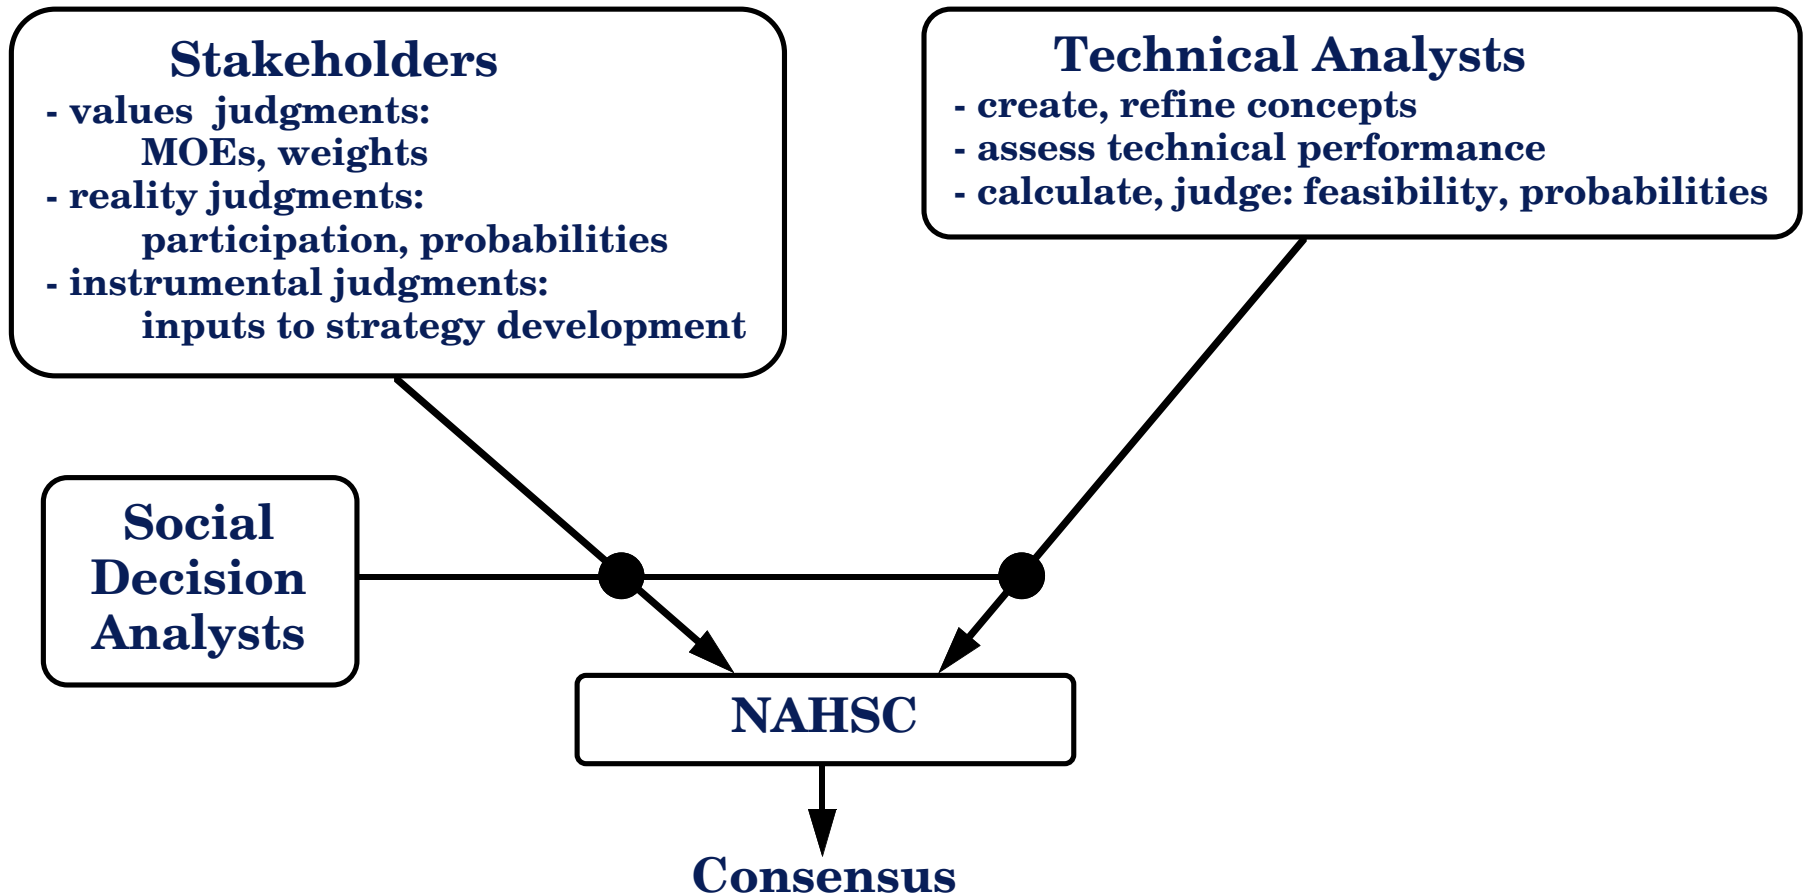 Stakeholders
- values judgments:
MOEs, weights
- reality judgments:
participation, probabilities
- instrumental judgments:
inputs to strategy development
Technical Analysts
- create, refine concepts
- assess technical performance
- calculate, judge: feasibility, probabilities
Social
Decision
Analysts
NAHSC
Consensus